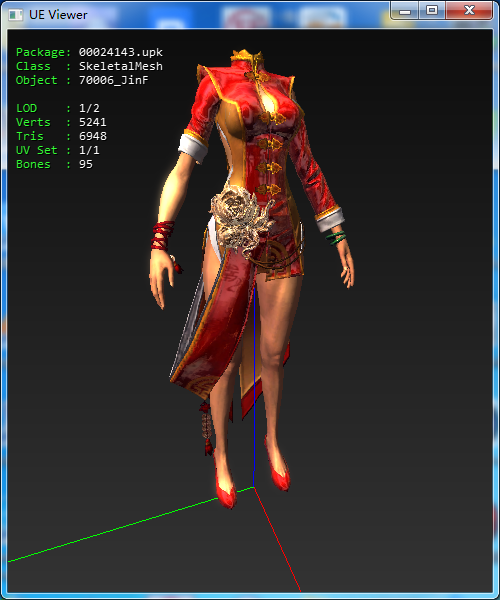 UE Viewer
Package: 00024143.upk
Class  : SkeletalMesh
Object : 70006_JinF
LOD    : 1/2
Verts  : 5241
Tris   : 6948
UV Set : 1/1
Bones  : 95